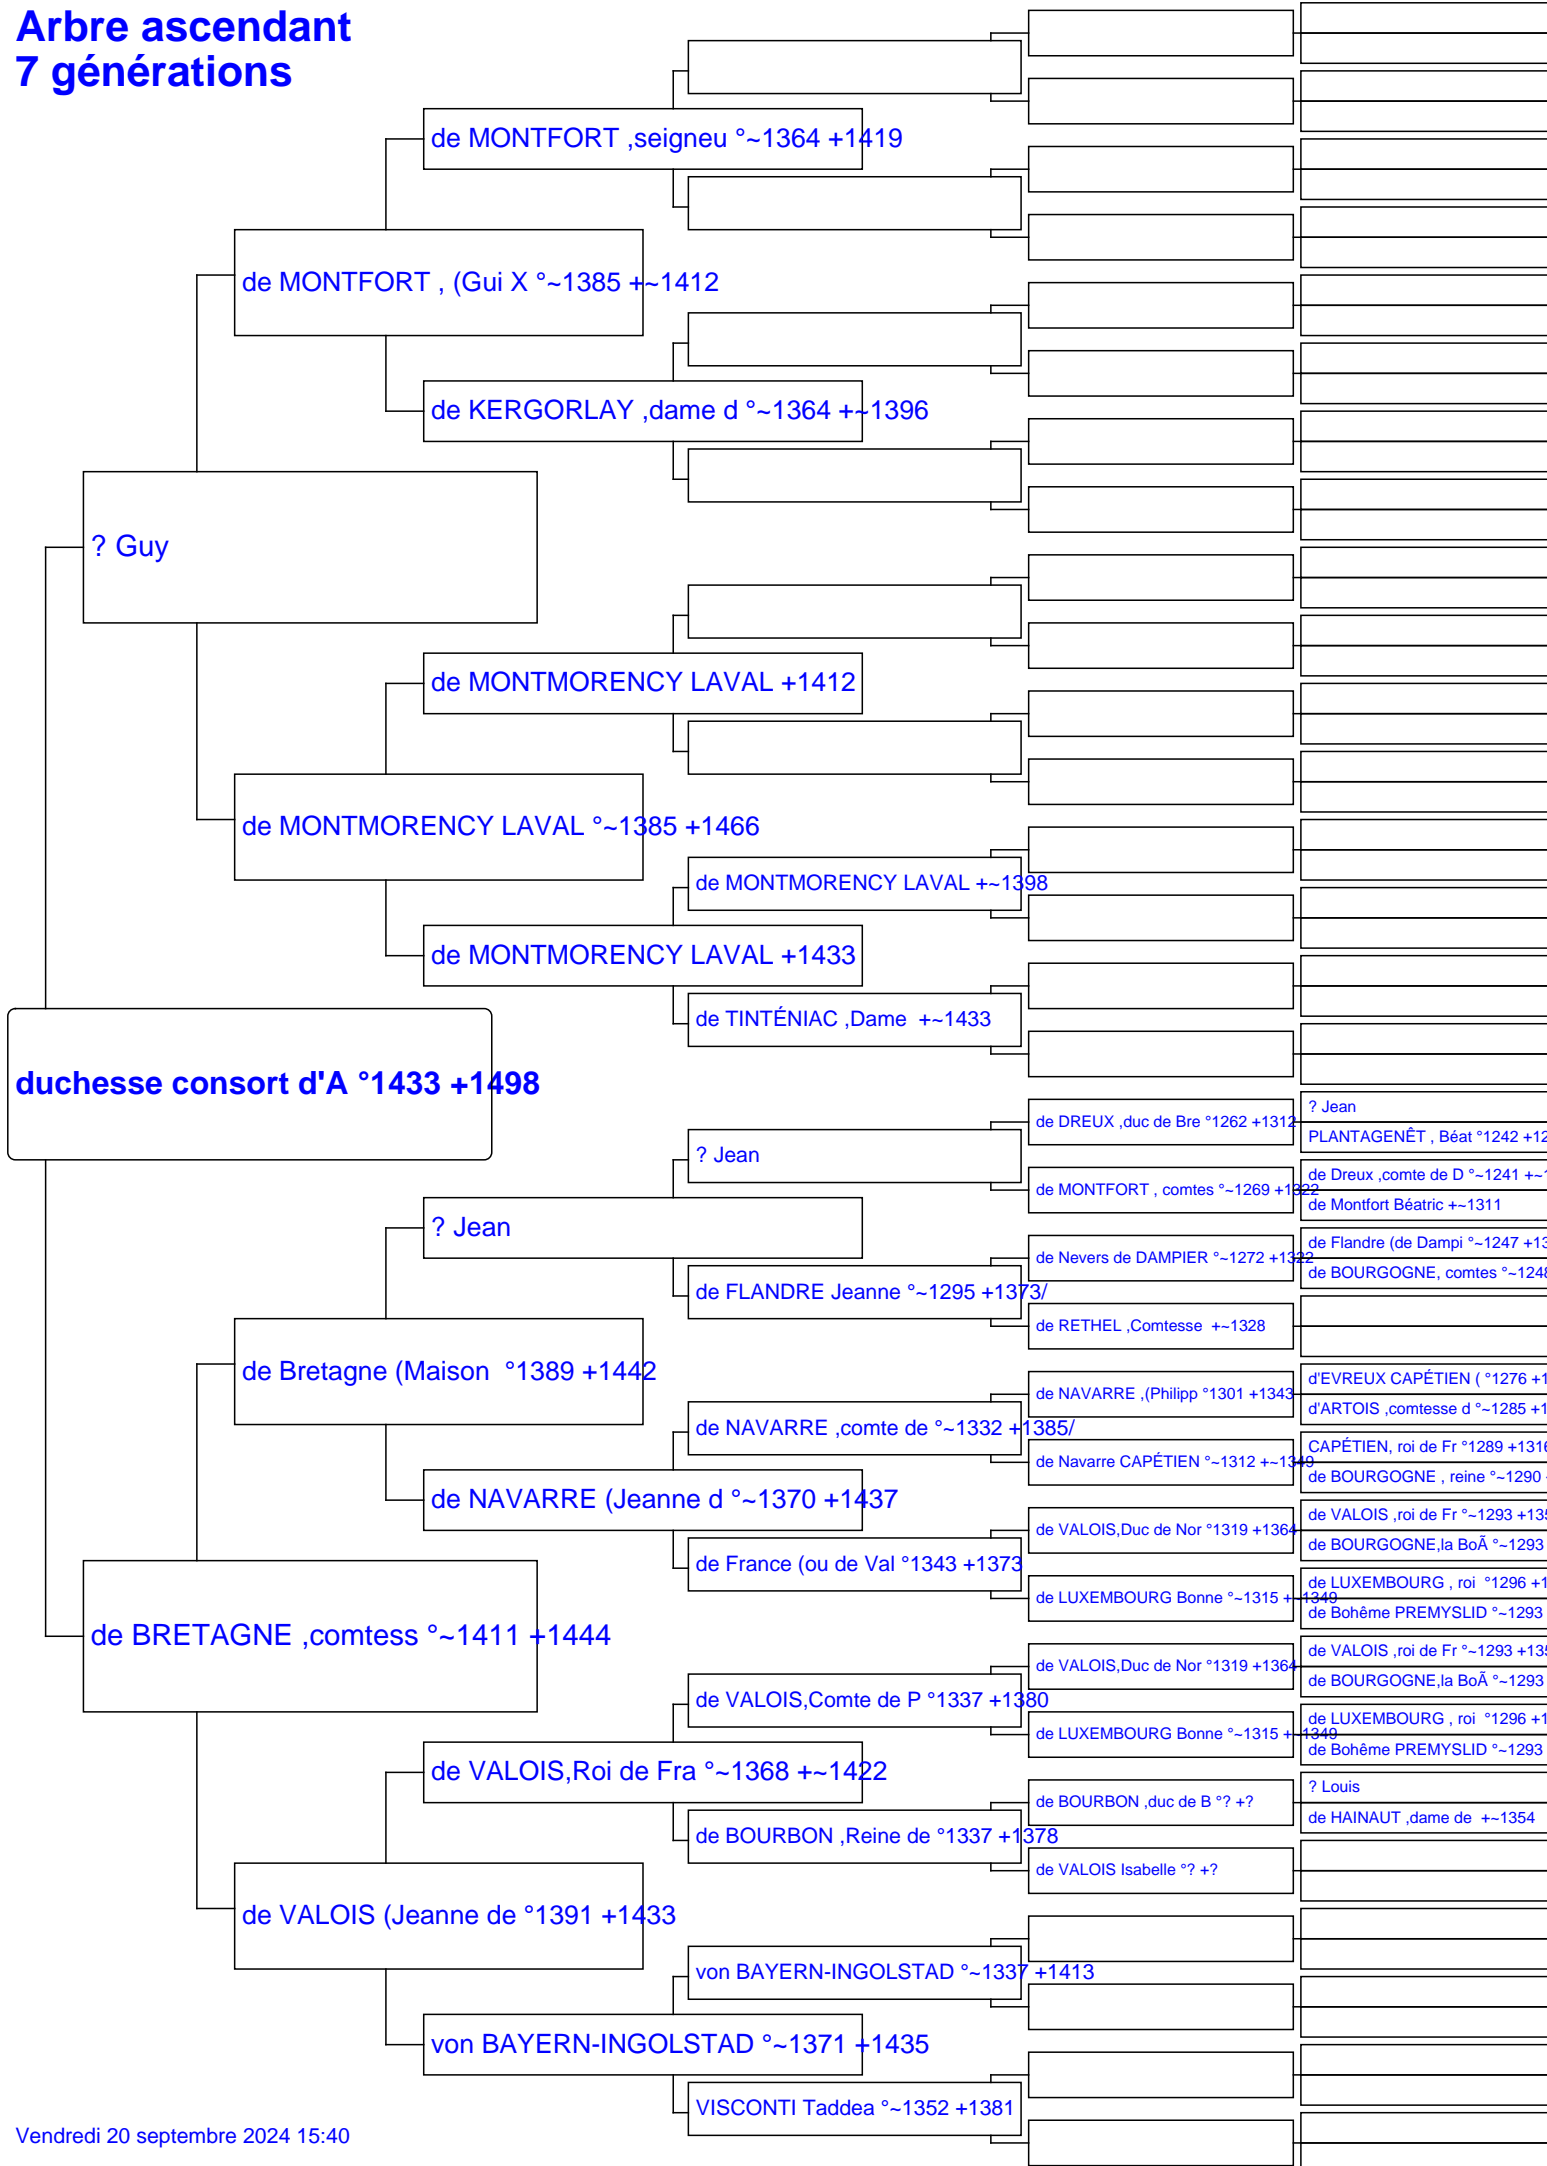 Arbre ascendant
7 générations
de MONTFORT ,seigneu °~1364 +1419
de MONTFORT , (Gui X °~1385 +~1412
de KERGORLAY ,dame d °~1364 +~1396
? Guy
de MONTMORENCY LAVAL +1412
de MONTMORENCY LAVAL °~1385 +1466
de MONTMORENCY LAVAL +~1398
de MONTMORENCY LAVAL +1433
de TINTÉNIAC ,Dame +~1433
duchesse consort d'A °1433 +1498
? Jean
de DREUX ,duc de Bre °1262 +1312
PLANTAGENÊT , Béat °1242 +12
? Jean
de Dreux ,comte de D °~1241 +~1
de MONTFORT , comtes °~1269 +1322
de Montfort Béatric +~1311
? Jean
de Flandre (de Dampi °~1247 +13
de Nevers de DAMPIER °~1272 +1322
de BOURGOGNE, comtes °~1248
de FLANDRE Jeanne °~1295 +1373/
de RETHEL ,Comtesse +~1328
de Bretagne (Maison °1389 +1442
d'EVREUX CAPÉTIEN ( °1276 +1
de NAVARRE ,(Philipp °1301 +1343
d'ARTOIS ,comtesse d °~1285 +1
de NAVARRE ,comte de °~1332 +1385/
CAPÉTIEN, roi de Fr °1289 +1316
de Navarre CAPÉTIEN °~1312 +~1349
de BOURGOGNE , reine °~1290
de NAVARRE (Jeanne d °~1370 +1437
de VALOIS ,roi de Fr °~1293 +135
de VALOIS,Duc de Nor °1319 +1364
de BOURGOGNE,la BoÃ °~1293
de France (ou de Val °1343 +1373
de LUXEMBOURG , roi °1296 +1
de LUXEMBOURG Bonne °~1315 +~1349
de Bohême PREMYSLID °~1293
de BRETAGNE ,comtess °~1411 +1444
de VALOIS ,roi de Fr °~1293 +135
de VALOIS,Duc de Nor °1319 +1364
de BOURGOGNE,la BoÃ °~1293
de VALOIS,Comte de P °1337 +1380
de LUXEMBOURG , roi °1296 +1
de LUXEMBOURG Bonne °~1315 +~1349
de Bohême PREMYSLID °~1293
de VALOIS,Roi de Fra °~1368 +~1422
? Louis
de BOURBON ,duc de B °? +?
de HAINAUT ,dame de +~1354
de BOURBON ,Reine de °1337 +1378
de VALOIS Isabelle °? +?
de VALOIS (Jeanne de °1391 +1433
von BAYERN-INGOLSTAD °~1337 +1413
von BAYERN-INGOLSTAD °~1371 +1435
VISCONTI Taddea °~1352 +1381
Vendredi 20 septembre 2024 15:40